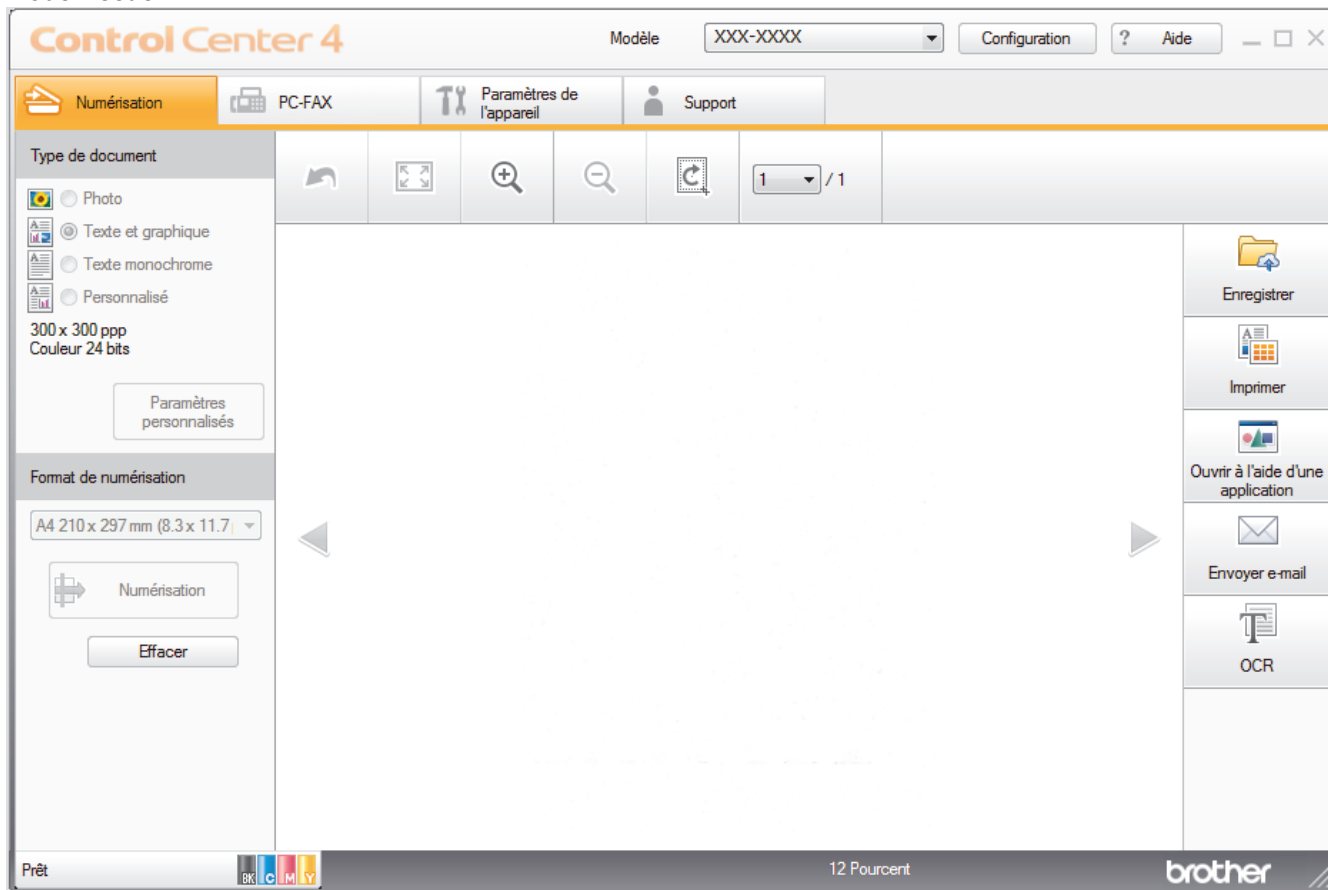 Control Center 4
Modèle
XXX-XXXX
Configuration
?
Aide
Numérisation
PC-FAX
Paramètres de
l'appareil
Support
Type de document
1
/ 1
Photo
Texte et graphique
Texte monochrome
Personnalisé
300 x 300 ppp
Couleur 24 bits
Paramètres
personnalisés
Format de numérisation
A4 210 x 297 mm (8.3 x 11.7
Numérisation
Effacer
Enregistrer
Imprimer
Ouvrir à l'aide d'une
application
Envoyer e-mail
OCR
Prêt
BK
C
M
Y
12 Pourcent
brother